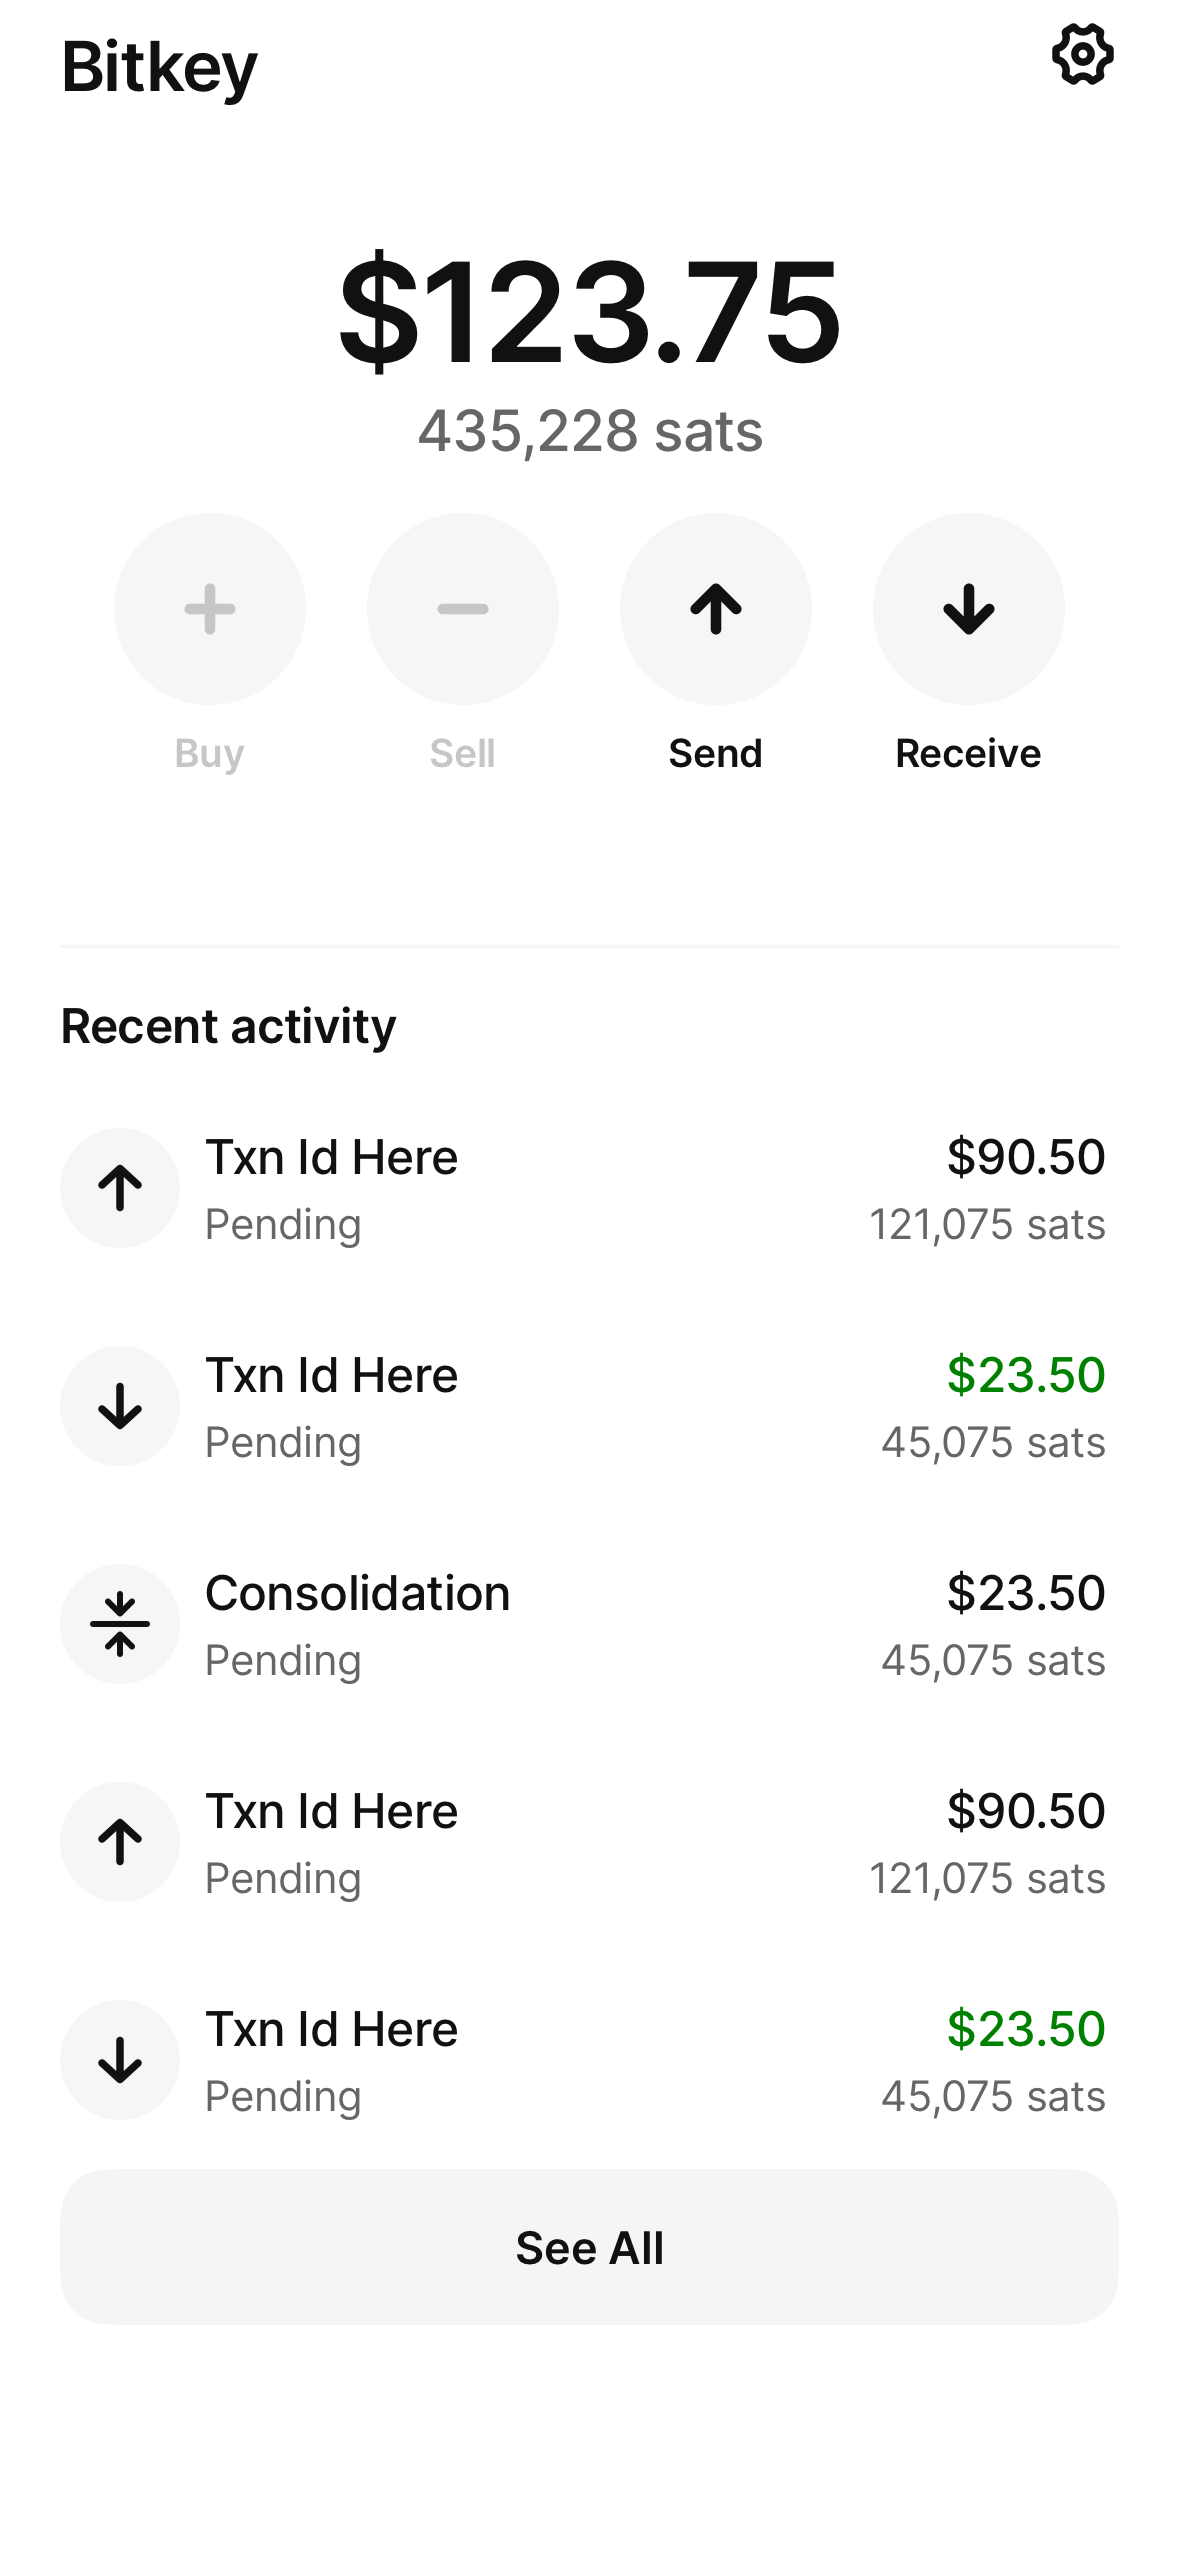 Bitkey
$123.75
435,228 sats
Buy Sell Send Receive
Recent activity
Txn Id Here $90.50
Pending 121,075 sats
Txn Id Here $23.50
Pending 45,075 sats
Consolidation $23.50
Pending 45,075 sats
Txn Id Here $90.50
Pending 121,075 sats
Txn Id Here $23.50
Pending 45,075 sats
See All